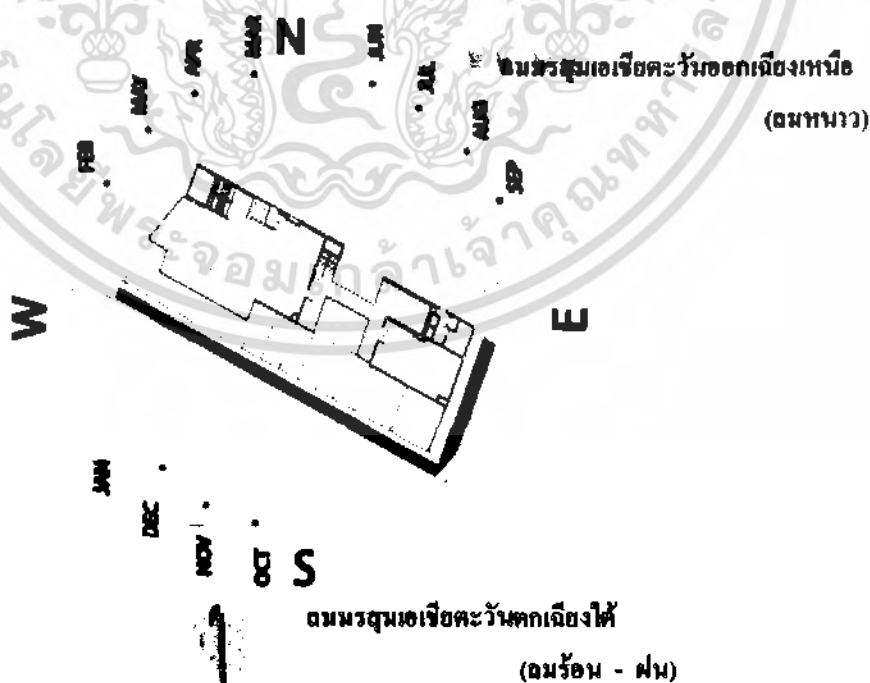 N
MAR
APR
MAY
FEB
JUN
JUL
AUG
SEP
ลมมรสุมเอเชียตะวันออกเฉียงเหนือ
(ลมหนาว)
W
E
JAN
DEC
NOV
OCT
S
ลมมรสุมเอเชียตะวันตกเฉียงใต้
(ลมร้อน - ฝน)